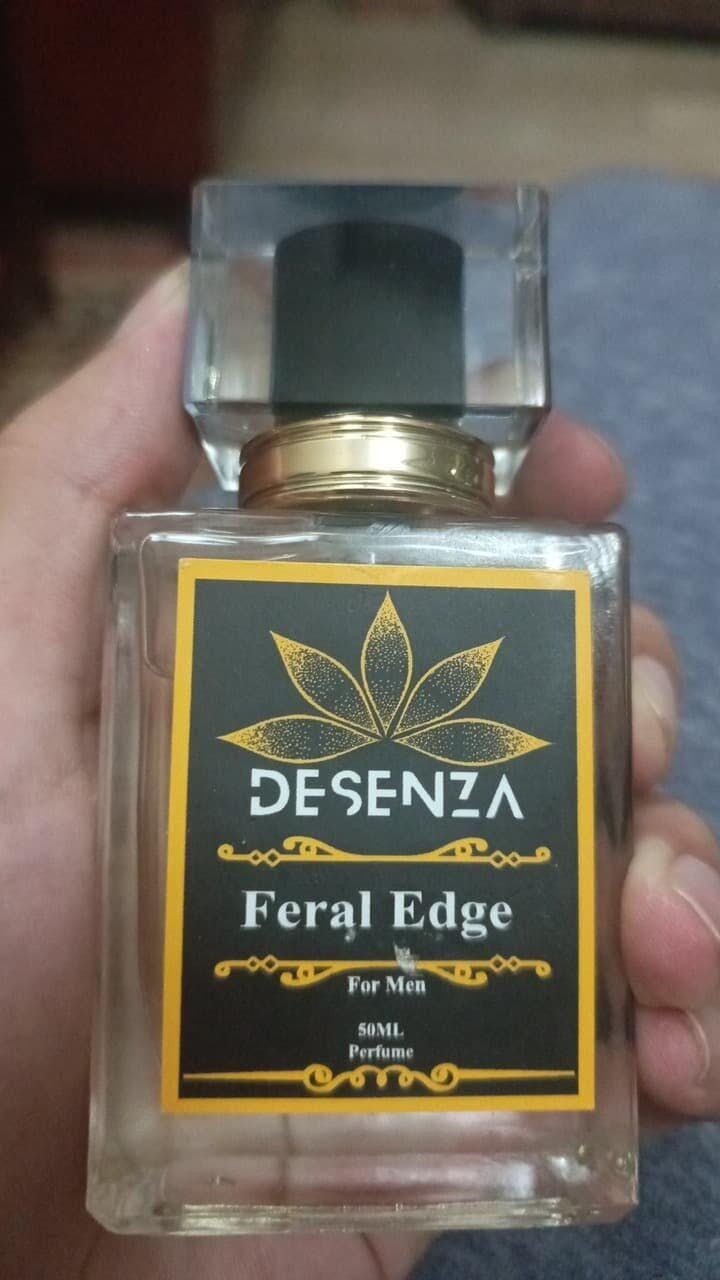 DESENZA
Feral Edge
For Men
50ML
Perfume